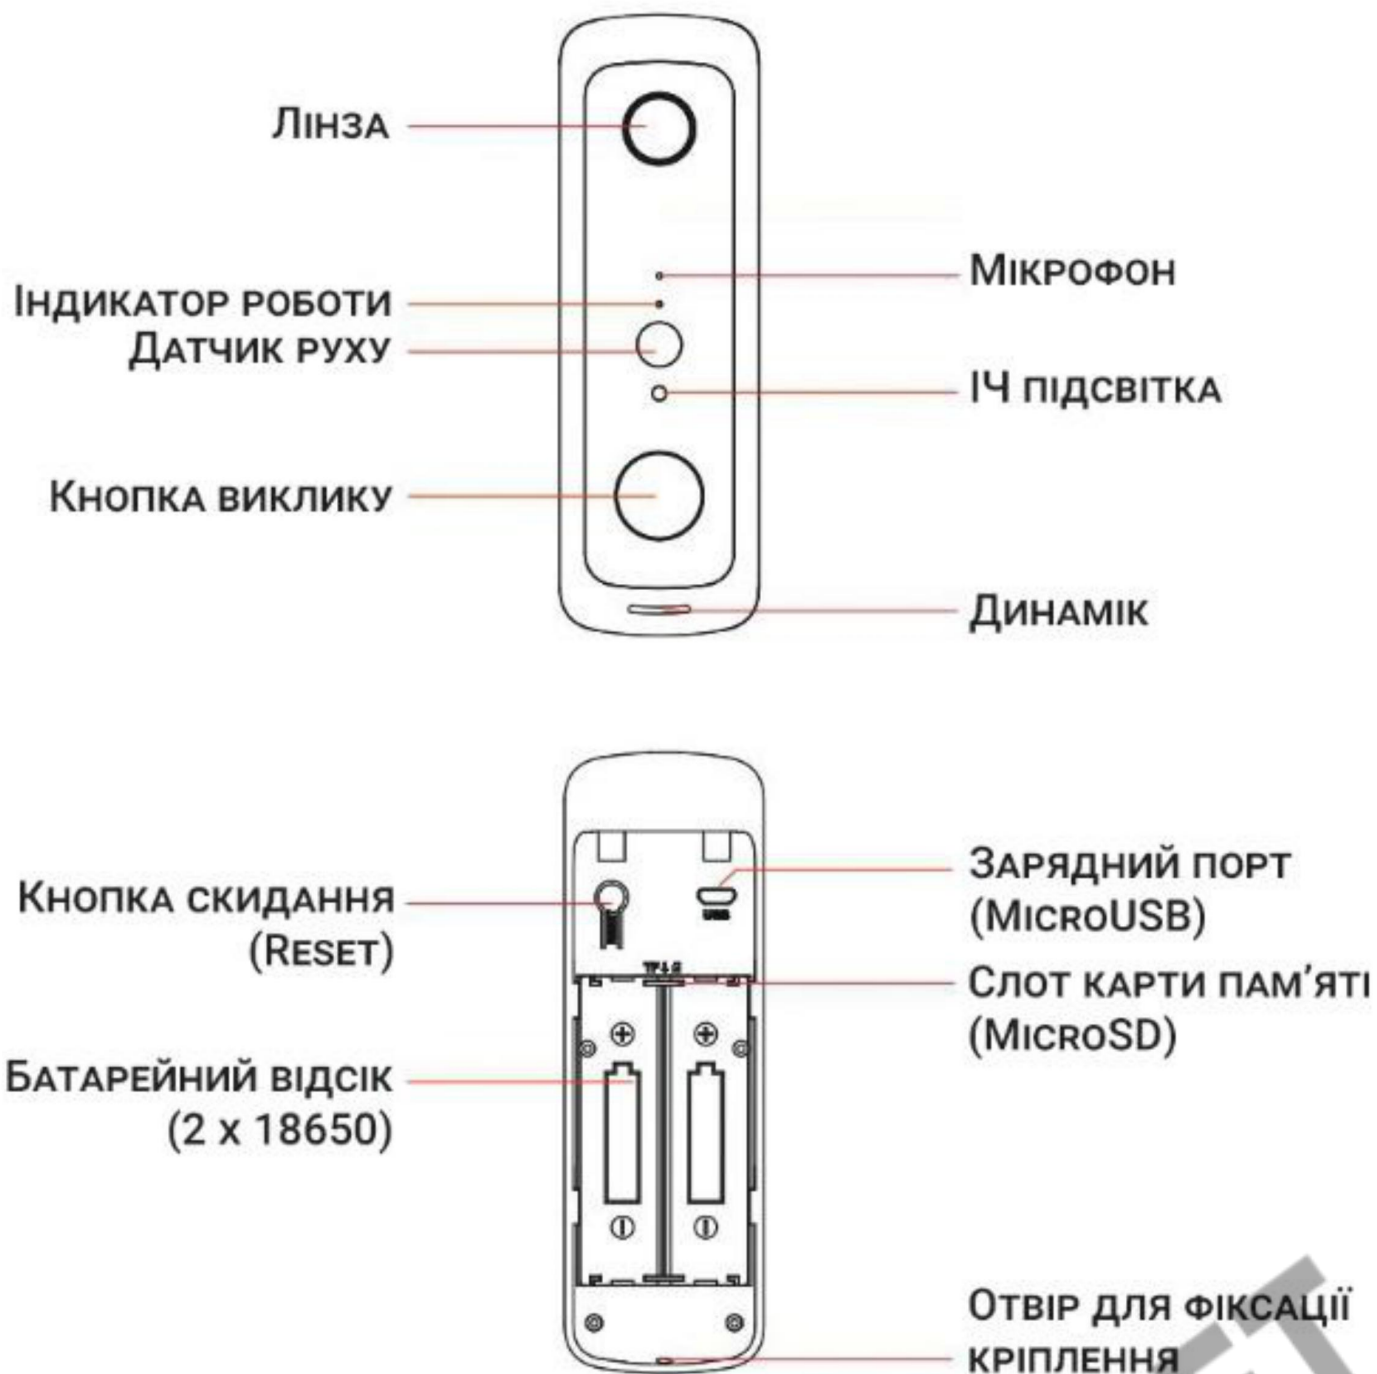 Лінза
Мікрофон
Індикатор роботи
Датчик руху
ІЧ підсвітка
Кнопка виклику
Динамік
Зарядний порт
(MicroUSB)
Кнопка скидання
(Reset)
USB
Слот карти пам'яті
(MicroSD)
Батарейний відсік
(2 x 18650)
Отвір для фіксації
кріплення